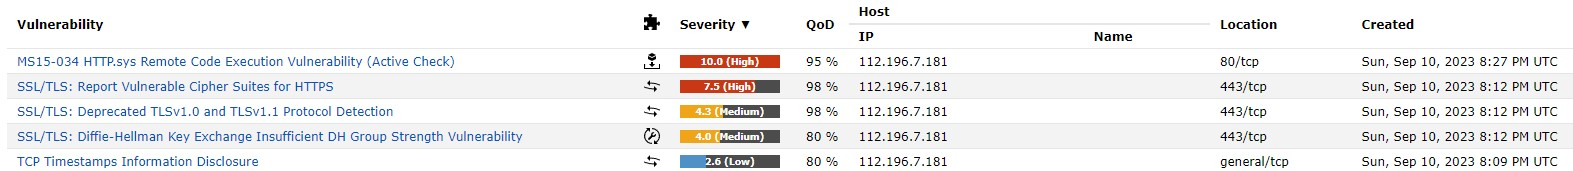 Vulnerability Severity ▼ QoD Host Location Created
IP Name
MS15-034 HTTP.sys Remote Code Execution Vulnerability (Active Check) 10.0 (High) 95 % 112.196.7.181 80/tcp Sun, Sep 10, 2023 8:27 PM UTC
SSL/TLS: Report Vulnerable Cipher Suites for HTTPS 7.5 (High) 98 % 112.196.7.181 443/tcp Sun, Sep 10, 2023 8:12 PM UTC
SSL/TLS: Deprecated TLSv1.0 and TLSv1.1 Protocol Detection 4.3 (Medium) 98 % 112.196.7.181 443/tcp Sun, Sep 10, 2023 8:12 PM UTC
SSL/TLS: Diffie-Hellman Key Exchange Insufficient DH Group Strength Vulnerability 4.0 (Medium) 80 % 112.196.7.181 443/tcp Sun, Sep 10, 2023 8:12 PM UTC
TCP Timestamps Information Disclosure 2.6 (Low) 80 % 112.196.7.181 general/tcp Sun, Sep 10, 2023 8:09 PM UTC